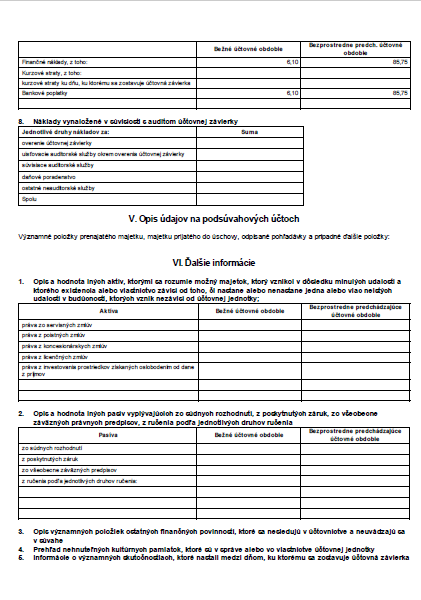 Bežné účtovné obdobie Bezprostredne predch. účtovné
obdobie
Finančné náklady, z toho: 6,10 85,75
Kurzové straty, z toho:
kurzové straty ku dňu, ku ktorému sa zostavuje účtovná závierka
Bankové poplatky 6,10 85,75
8. Náklady vynaložené v súvislosti s auditom účtovnej závierky
Jednotlivé druhy nákladov za: Suma
overenie účtovnej závierky
uisťovacie audítorské služby okrem overenia účtovnej závierky
súvisiace audítorské služby
daňové poradenstvo
ostatné neaudítorské služby
Spolu
V. Opis údajov na podsúvahových účtoch
Významné položky prenajatého majetku, majetku prijatého do úschovy, odpísané pohľadávky a prípadné ďalšie položky:
VI. Ďalšie informácie
1. Opis a hodnota iných aktív, ktorými sa rozumie možný majetok, ktorý vznikol v dôsledku minulých udalostí a
ktorého existencia alebo vlastníctvo závisí od toho, či nastane alebo nenastane jedna alebo viac neistých
udalostí v budúcnosti, ktorých vznik nezávisí od účtovnej jednotky;
Aktíva Bežné účtovné obdobie Bezprostredne predchádzajúce
účtovné obdobie
práva zo servisných zmlúv
práva z poistných zmlúv
práva z koncesionárskych zmlúv
práva z licenčných zmlúv
práva z investovania prostriedkov získaných oslobodením od dane
z príjmov
2. Opis a hodnota iných pasív vyplývajúcich zo súdnych rozhodnutí, z poskytnutých záruk, zo všeobecne
záväzných právnych predpisov, z ručenia podľa jednotlivých druhov ručenia
Pasíva Bežné účtovné obdobie Bezprostredne predchádzajúce
účtovné obdobie
zo súdnych rozhodnutí
z poskytnutých záruk
zo všeobecne záväzných predpisov
z ručenia podľa jednotlivých druhov ručenia:
3. Opis významných položiek ostatných finančných povinností, ktoré sa nesledujú v účtovníctve a neuvádzajú sa
v súvahe
4. Prehľad nehnuteľných kultúrnych pamiatok, ktoré sú v správe alebo vo vlastníctve účtovnej jednotky
5. Informácie o významných skutočnostiach, ktoré nastali medzi dňom, ku ktorému sa zostavuje účtovná závierka